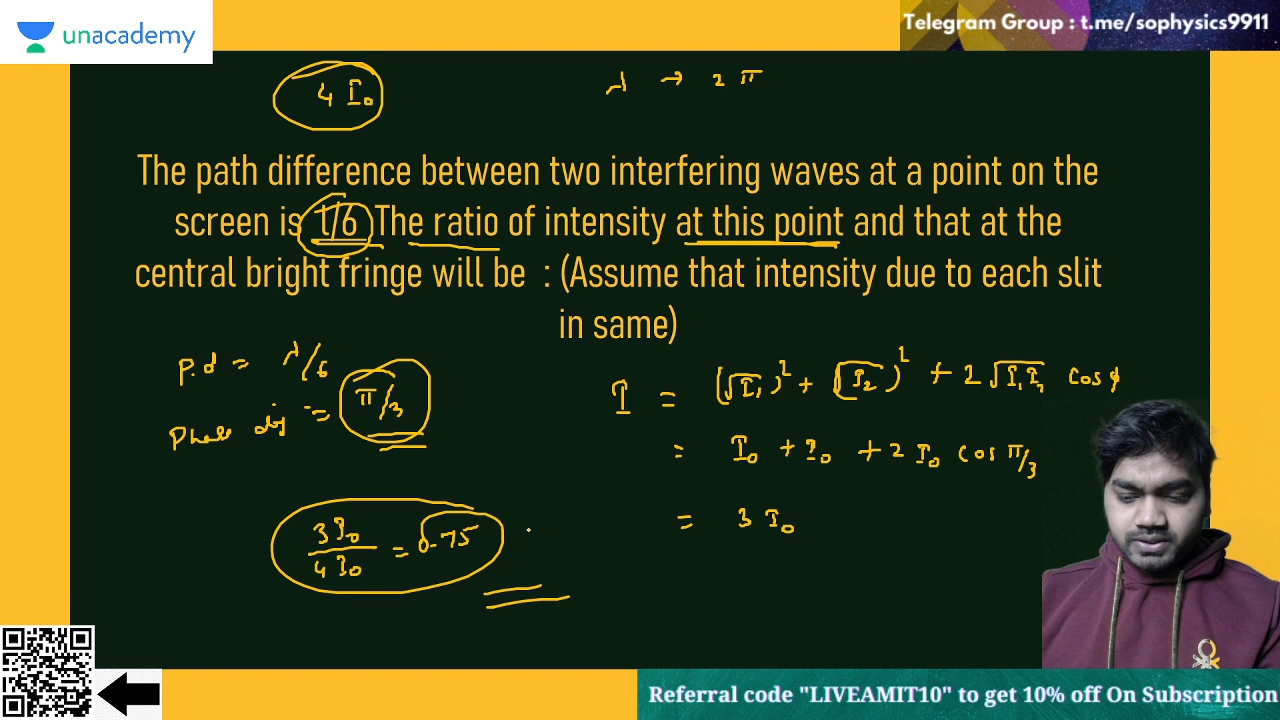 unacademy
Telegram Group : t.me/sophysics9911
4 I₀
λ → 2 π
The path difference between two interfering waves at a point on the
screen is 1/6 The ratio of intensity at this point and that at the
central bright fringe will be : (Assume that intensity due to each slit
in same)
P.d = λ/6
Phase dif = π/3
I = (√I₁)² + (√I₂)² + 2√I₁I₂ cos φ
= I₀ + I₀ + 2 I₀ cos π/3
= 3 I₀
3I₀/4I₀ = 0.75
Referral code "LIVEAMIT10" to get 10% off On Subscription